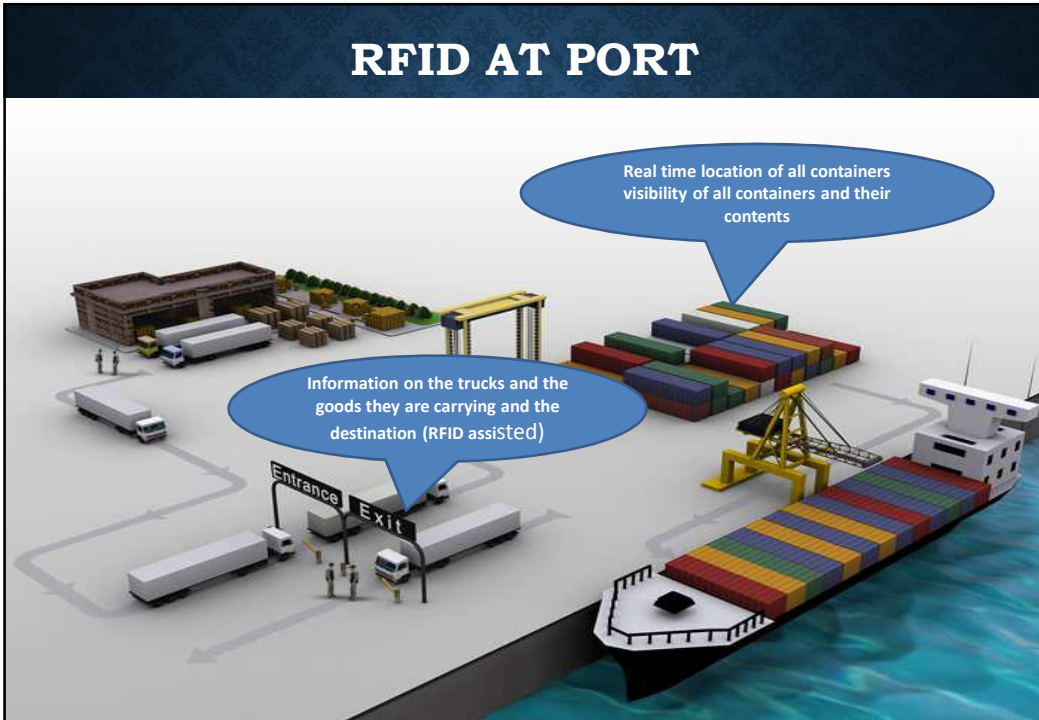 RFID AT PORT
Real time location of all containers
visibility of all containers and their
contents
Information on the trucks and the
goods they are carrying and the
destination (RFID assisted)
Entrance
Exit